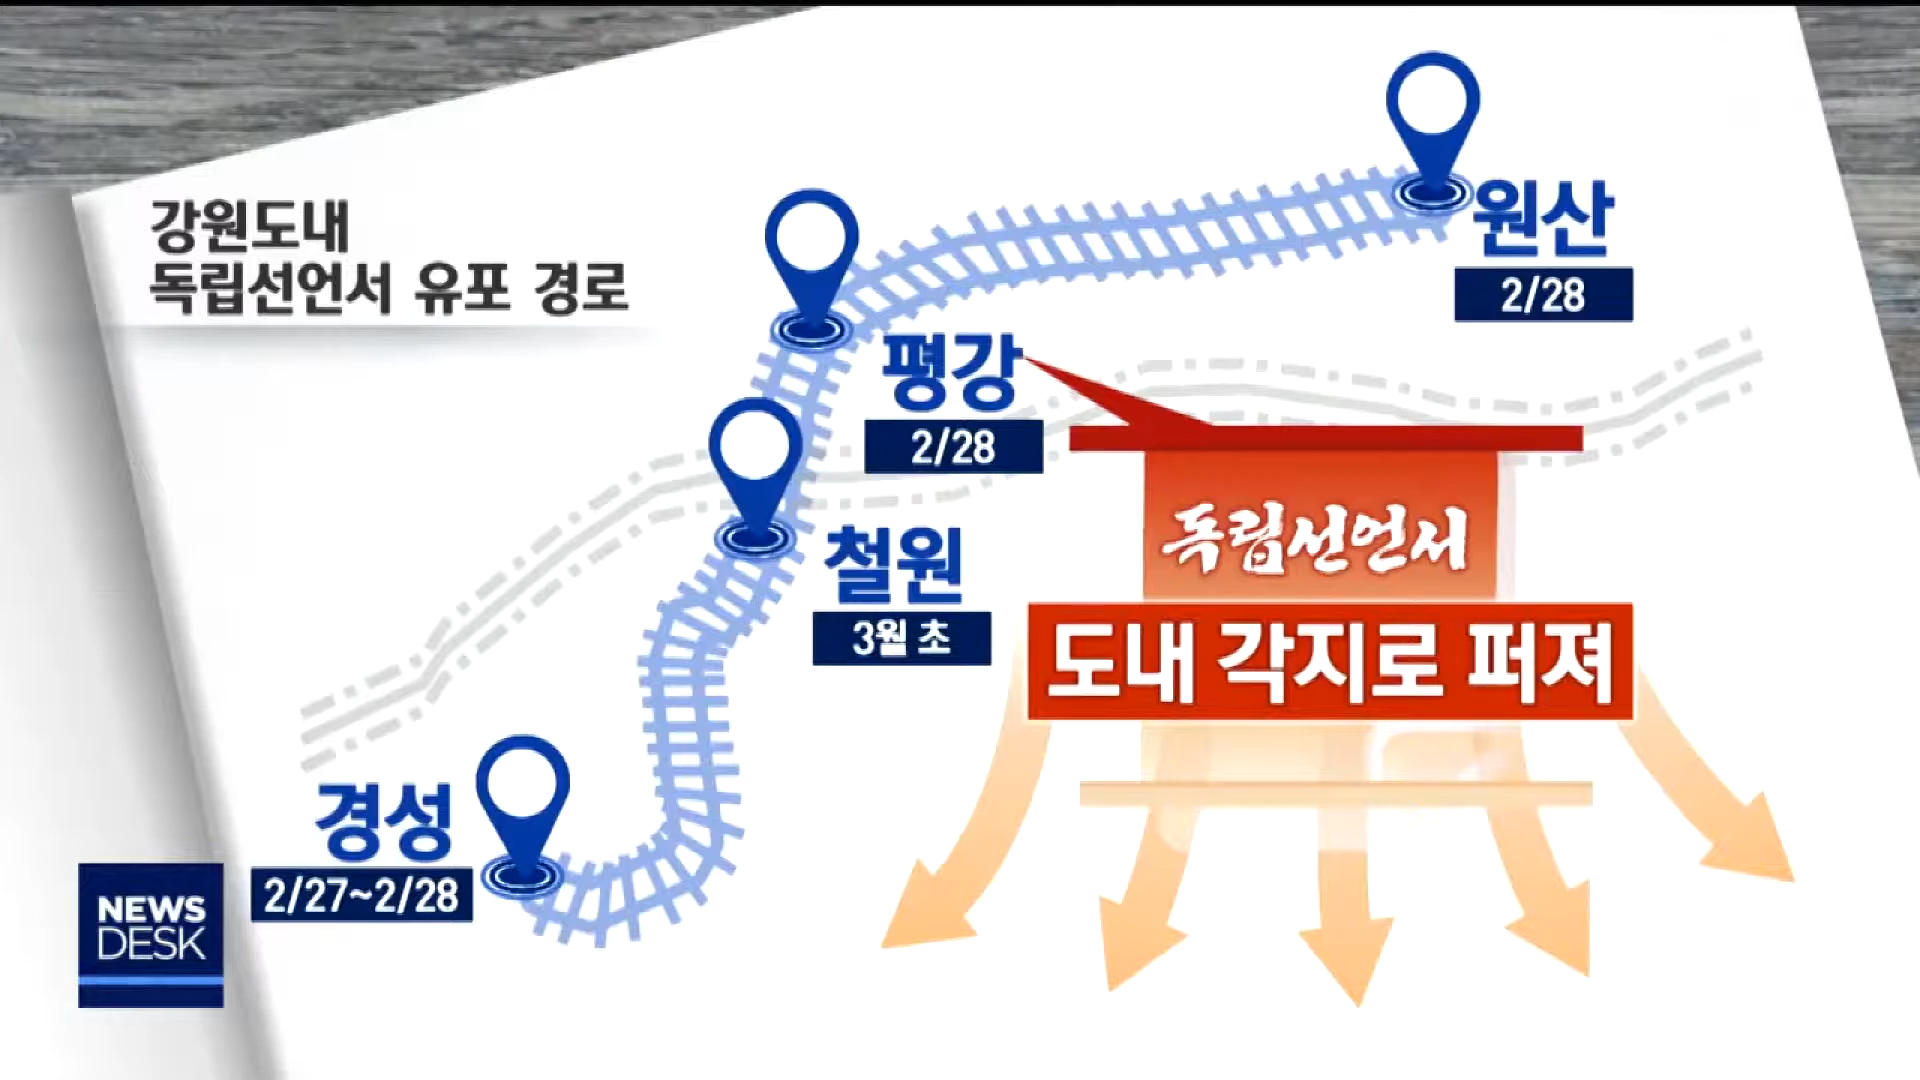 강원도내
독립선언서 유포 경로
원산
2/28
평강
2/28
철원
3월 초
경성
2/27~2/28
독립선언서
도내 각지로 퍼져
NEWS
DESK